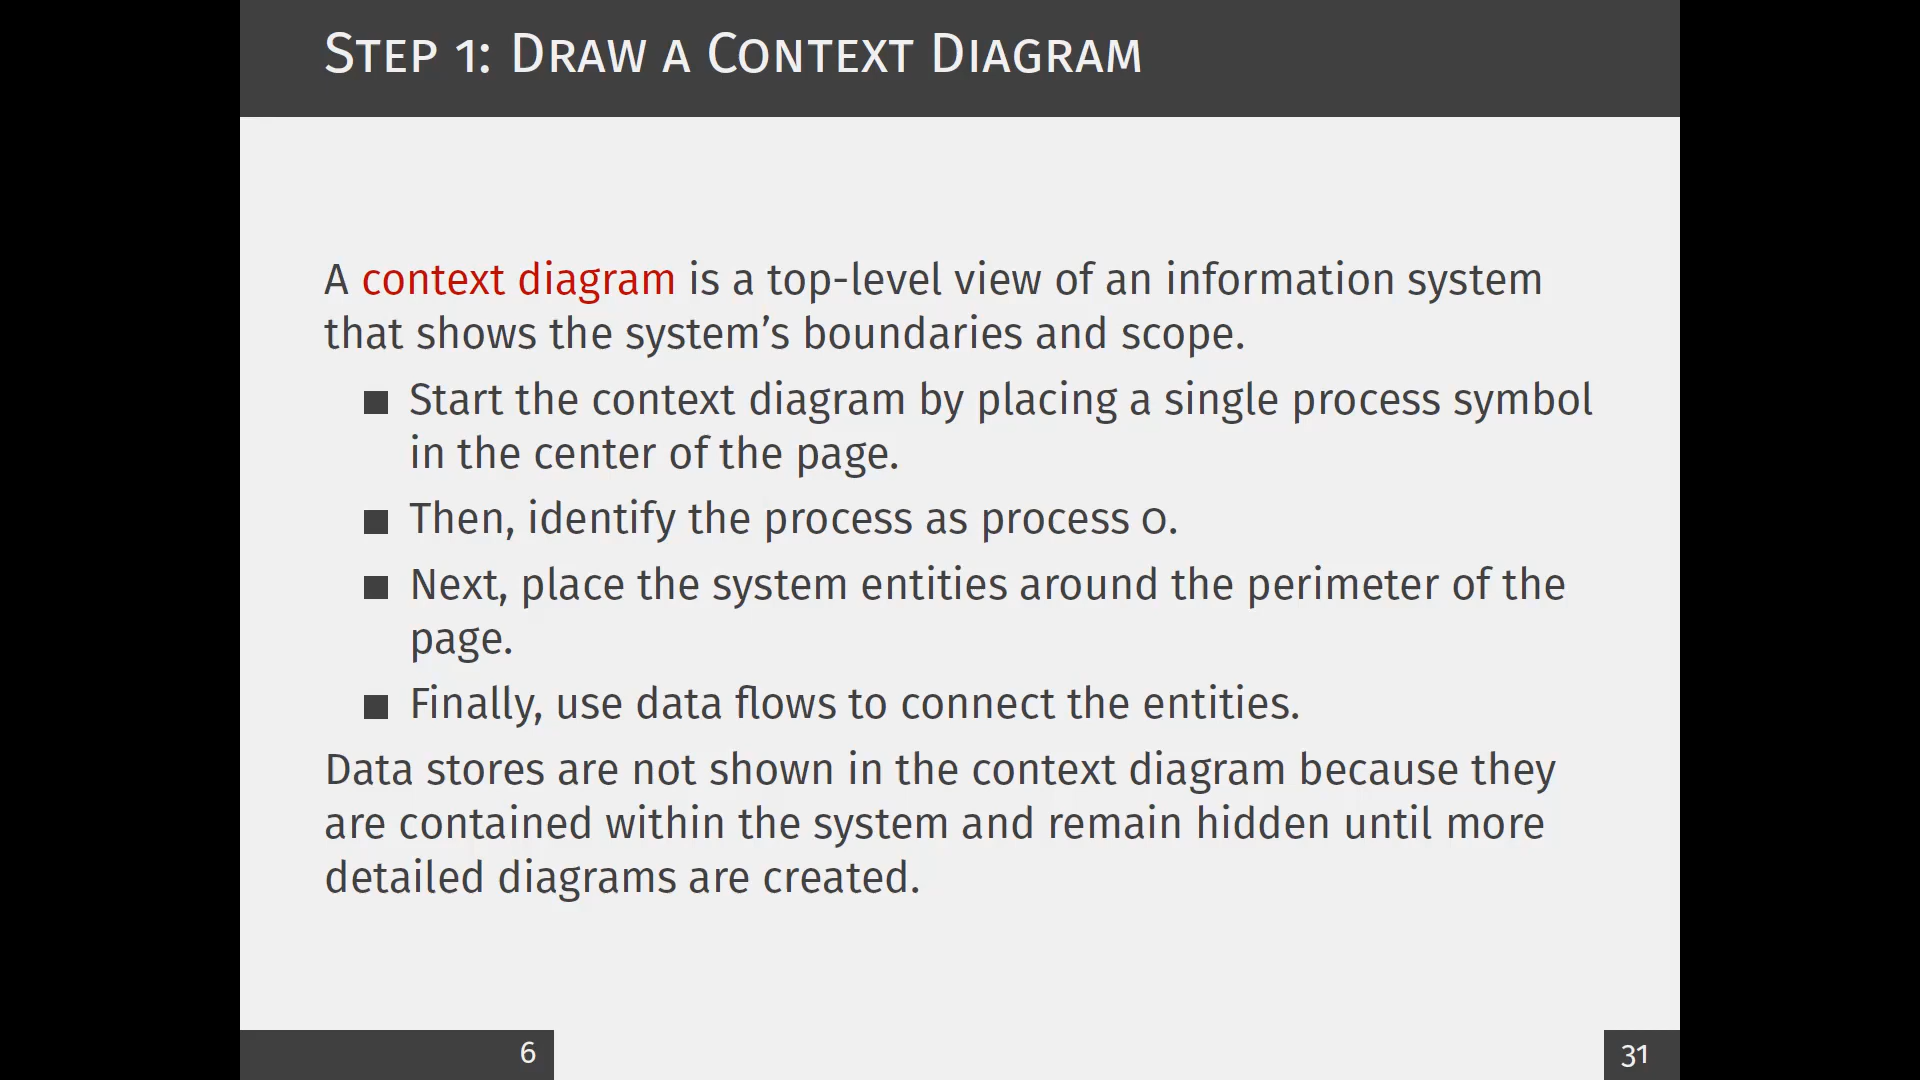 Step 1: Draw a Context Diagram
A context diagram is a top-level view of an information system
that shows the system’s boundaries and scope.
■ Start the context diagram by placing a single process symbol
in the center of the page.
■ Then, identify the process as process 0.
■ Next, place the system entities around the perimeter of the
page.
■ Finally, use data flows to connect the entities.
Data stores are not shown in the context diagram because they
are contained within the system and remain hidden until more
detailed diagrams are created.
6
31